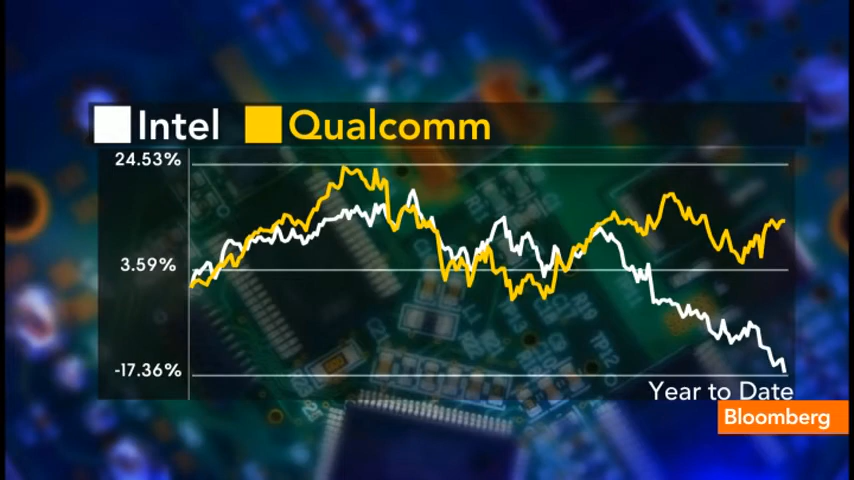 Intel Qualcomm
24.53%
3.59%
-17.36%
Year to Date
Bloomberg